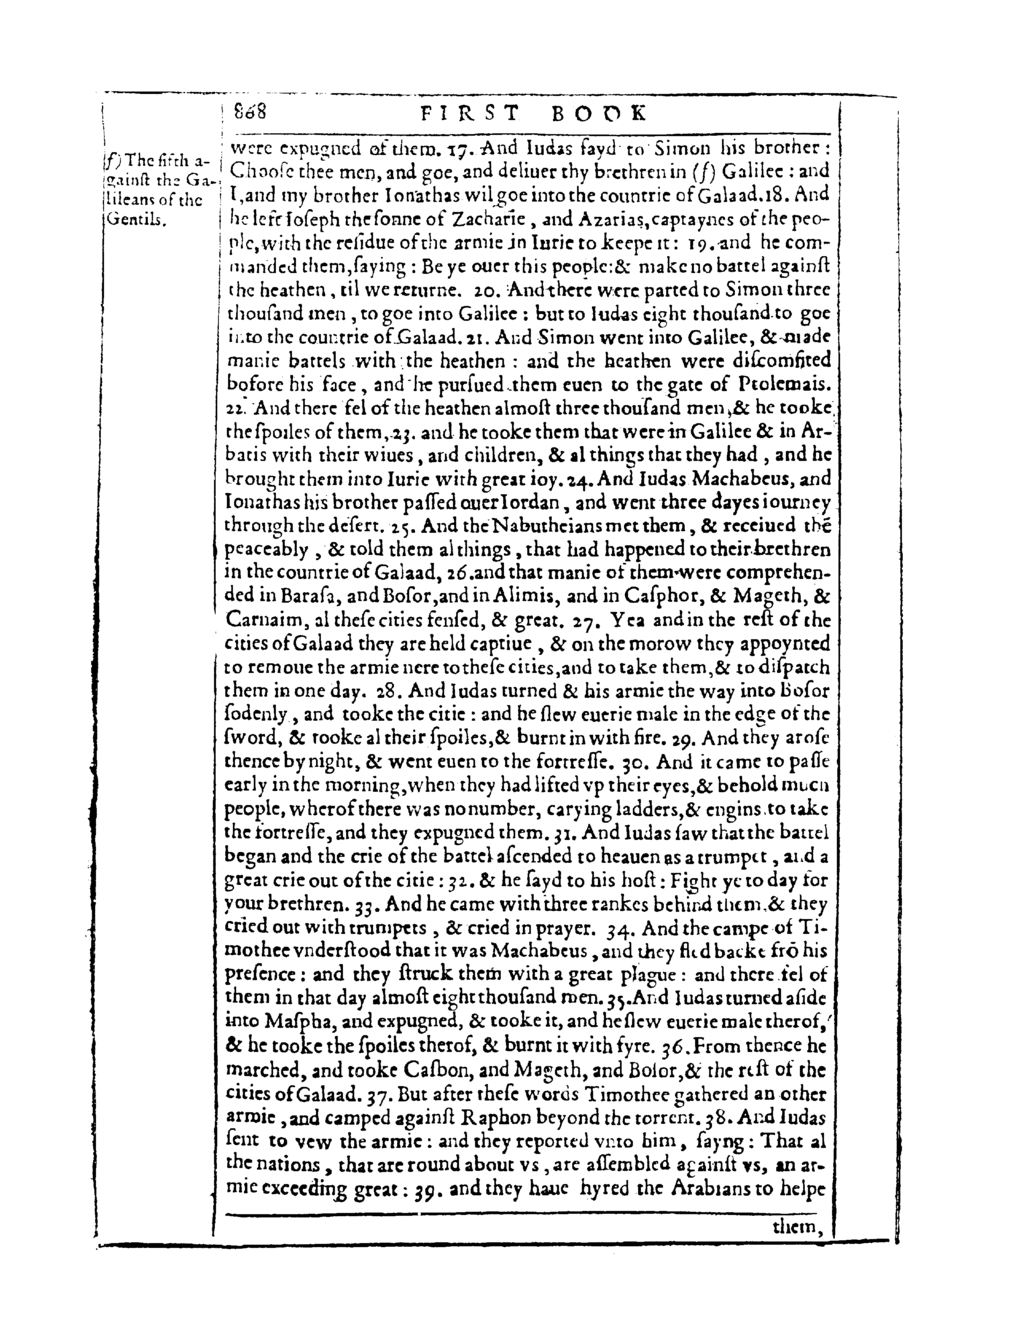 868 FIRST BOOK
(f) The fifth a-
gainſt the Ga-
lileans of the
Gentils.
were expugned of them. 17. And Iudas ſayd to Simon his brother :
Chooſe thee men, and goe, and deliuer thy brethren in (f) Galilee : and
I, and my brother Ionathas wil goe into the countrie of Galaad. 18. And
he left Ioſeph the ſonne of Zacharie , and Azarias, captaynes of the peo-
ple, with the reſidue of the armie in Iurie to keepe it : 19. and he com-
manded them, ſaying : Be ye ouer this people: & make no battel againſt
the heathen , til we returne. 20. And there were parted to Simon three
thouſand men , to goe into Galilee : but to Iudas eight thouſand to goe
into the countrie of Galaad. 21. And Simon went into Galilee, & made
manie battels with the heathen : and the heathen were diſcomfited
bofore his face , and he purſued them euen to the gate of Ptolemais.
22. And there fel of the heathen almoſt three thouſand men, & he tooke
the ſpoiles of them, 23. and he tooke them that were in Galilee & in Ar-
batis with their wiues , and children, & al things that they had , and he
brought them into Iurie with great ioy. 24. And Iudas Machabeus, and
Ionathas his brother paſſed ouer Iordan , and went three dayes iourney
through the deſert. 25. And the Nabutheians met them , & receiued thē
peaceably , & told them al things , that had happened to their brethren
in the countrie of Galaad, 26. and that manie of them were comprehen-
ded in Baraſa, and Boſor, and in Alimis, and in Caſphor, & Mageth, &
Carnaim, al theſe cities fenſed, & great. 27. Yea and in the reſt of the
cities of Galaad they are held captiue , & on the morow they appoynted
to remoue the armie nere to theſe cities, and to take them, & to diſpatch
them in one day. 28. And Iudas turned & his armie the way into Boſor
ſodenly , and tooke the citie : and he ſlew euerie male in the edge of the
ſword, & tooke al their ſpoiles, & burnt in with fire. 29. And they aroſe
thence by night, & went euen to the fortreſſe. 30. And it came to paſſe
early in the morning, when they had lifted vp their eyes, & behold much
people, wherof there was no number, carying ladders, & engins to take
the fortreſſe, and they expugned them. 31. And Iudas ſaw that the battel
began and the crie of the battel aſcended to heauen as a trumpet , and a
great crie out of the citie : 32. & he ſayd to his hoſt : Fight ye to day for
your brethren. 33. And he came with three rankes behind them, & they
cried out with trumpets , & cried in prayer. 34. And the campe of Ti-
mothee vnderſtood that it was Machabeus , and they fled backe frō his
preſence : and they ſtruck them with a great plague : and there fel of
them in that day almoſt eight thouſand men. 35. And Iudas turned aſide
into Maſpha, and expugned, & tooke it, and he ſlew euerie male therof,
& he tooke the ſpoiles therof, & burnt it with fyre. 36. From thence he
marched, and tooke Caſbon, and Mageth, and Boſor, & the reſt of the
cities of Galaad. 37. But after theſe words Timothee gathered an other
armie , and camped againſt Raphon beyond the torrent. 38. And Iudas
ſent to vew the armie : and they reported vnto him , ſayng : That al
the nations , that are round about vs , are aſſembled againſt vs, an ar-
mie exceeding great : 39. and they haue hyred the Arabians to helpe
them,